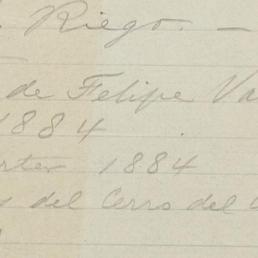 Riego. —
de Felipe Va
1884
rter 1884
s del Cerro del